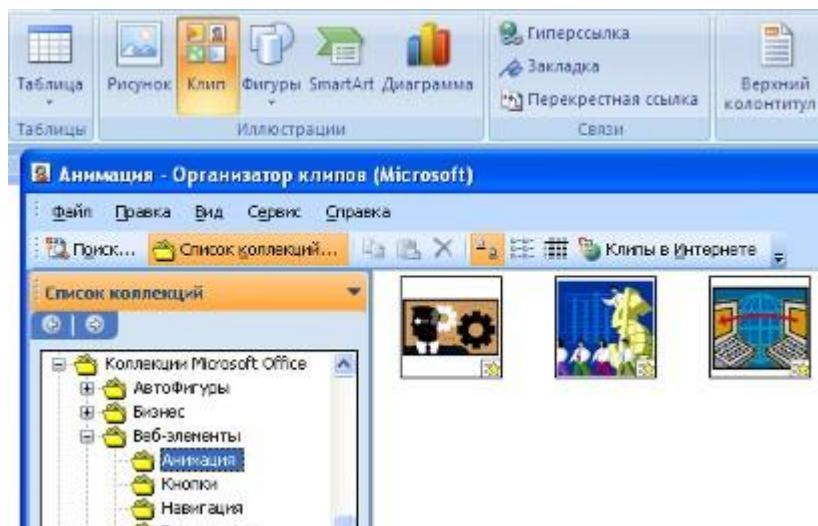 Таблица
Рисунок Клип Фигуры SmartArt Диаграмма
Гиперссылка
Закладка
Перекрестная ссылка
Верхний
колонтитул
Таблицы
Иллюстрации
Связи
Анимация - Организатор клипов (Microsoft)
Файл Правка Вид Сервис Справка
Поиск... Список коллекций... Клипы в Интернете
Список коллекций
Коллекции Microsoft Office
АвтоФигуры
Бизнес
Веб-элементы
Анимация
Кнопки
Навигация